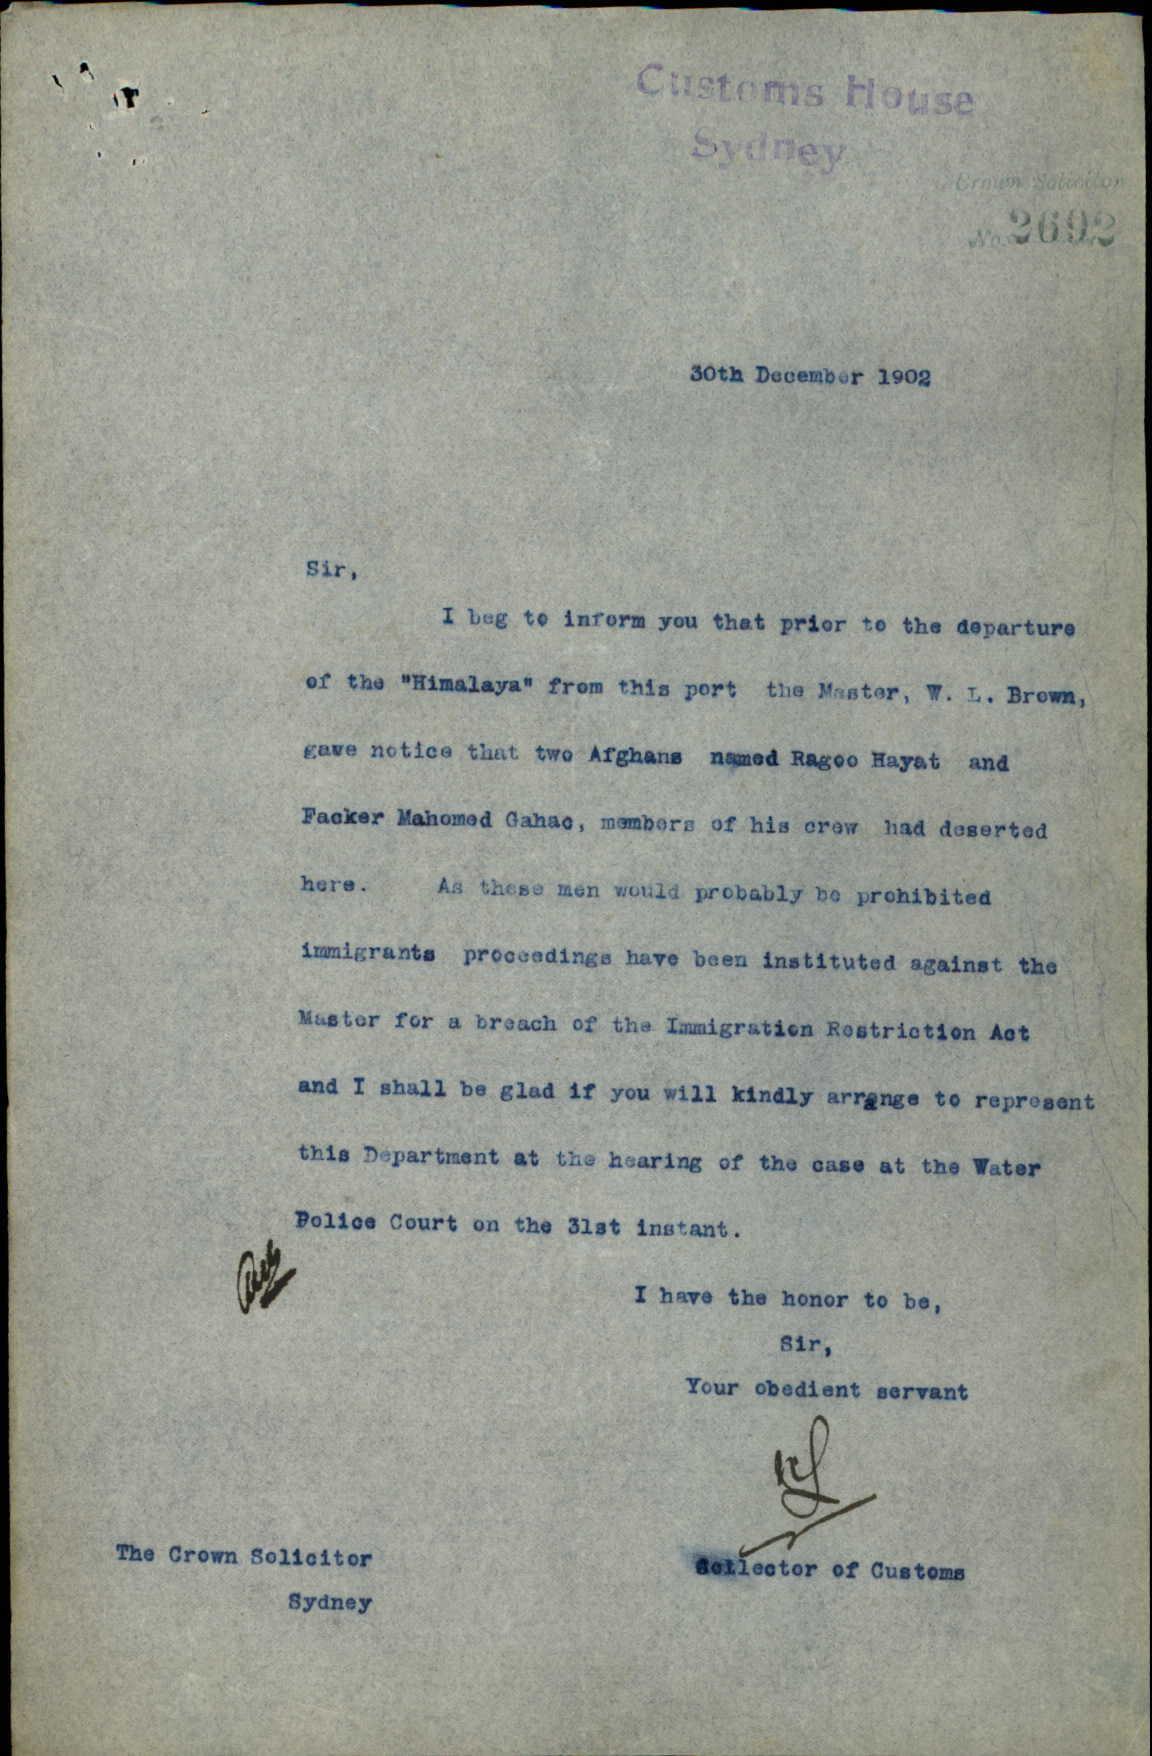 Customs House
Sydney
Crown Solicitor
No. 2692
30th December 1902
Sir,
I beg to inform you that prior to the departure
of the "Himalaya" from this port the Master, W. L. Brown,
gave notice that two Afghans named Ragoo Hayat and
Facker Mahomed Gahac, members of his crew had deserted
here. As these men would probably be prohibited
immigrants proceedings have been instituted against the
Master for a breach of the Immigration Restriction Act
and I shall be glad if you will kindly arrange to represent
this Department at the hearing of the case at the Water
Police Court on the 31st instant.
I have the honor to be,
Sir,
Your obedient servant
Collector of Customs
The Crown Solicitor
Sydney